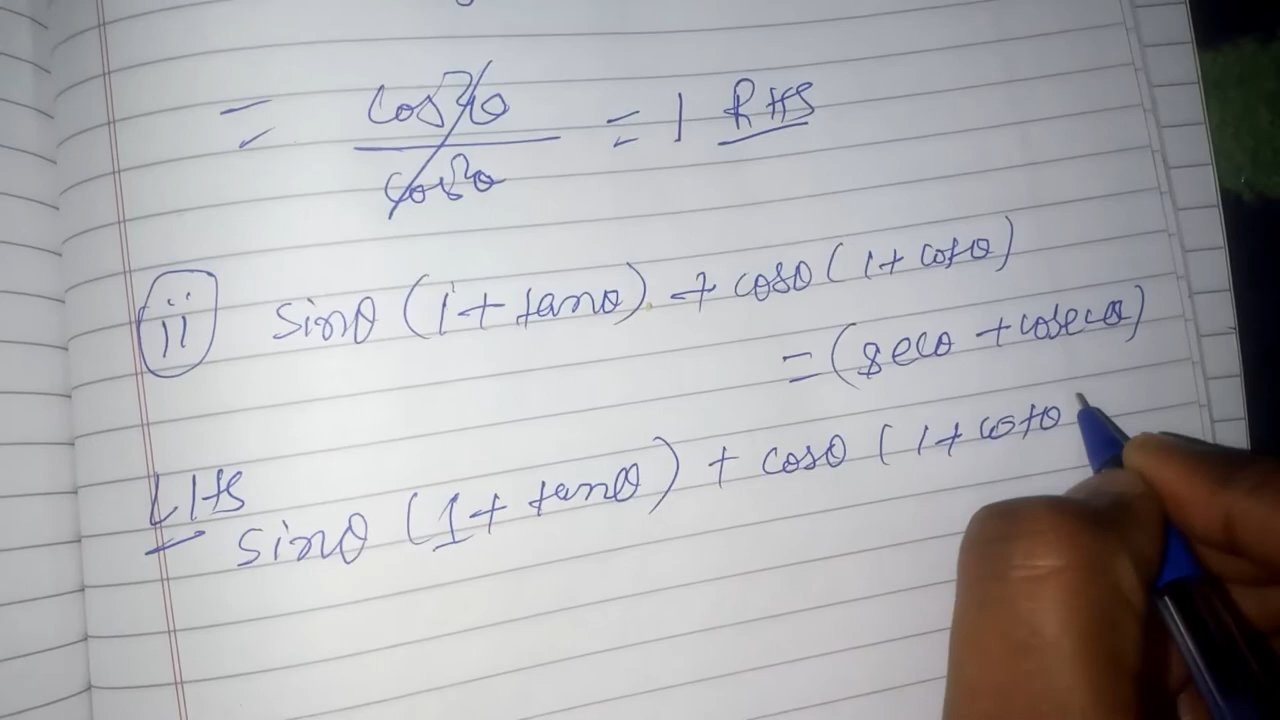 = cos²θ / cos²θ = 1 RHS
ii sinθ (1 + tanθ) + cosθ (1 + cotθ)
= (secθ + cosecθ)
LHS
sinθ (1 + tanθ) + cosθ (1 + cotθ